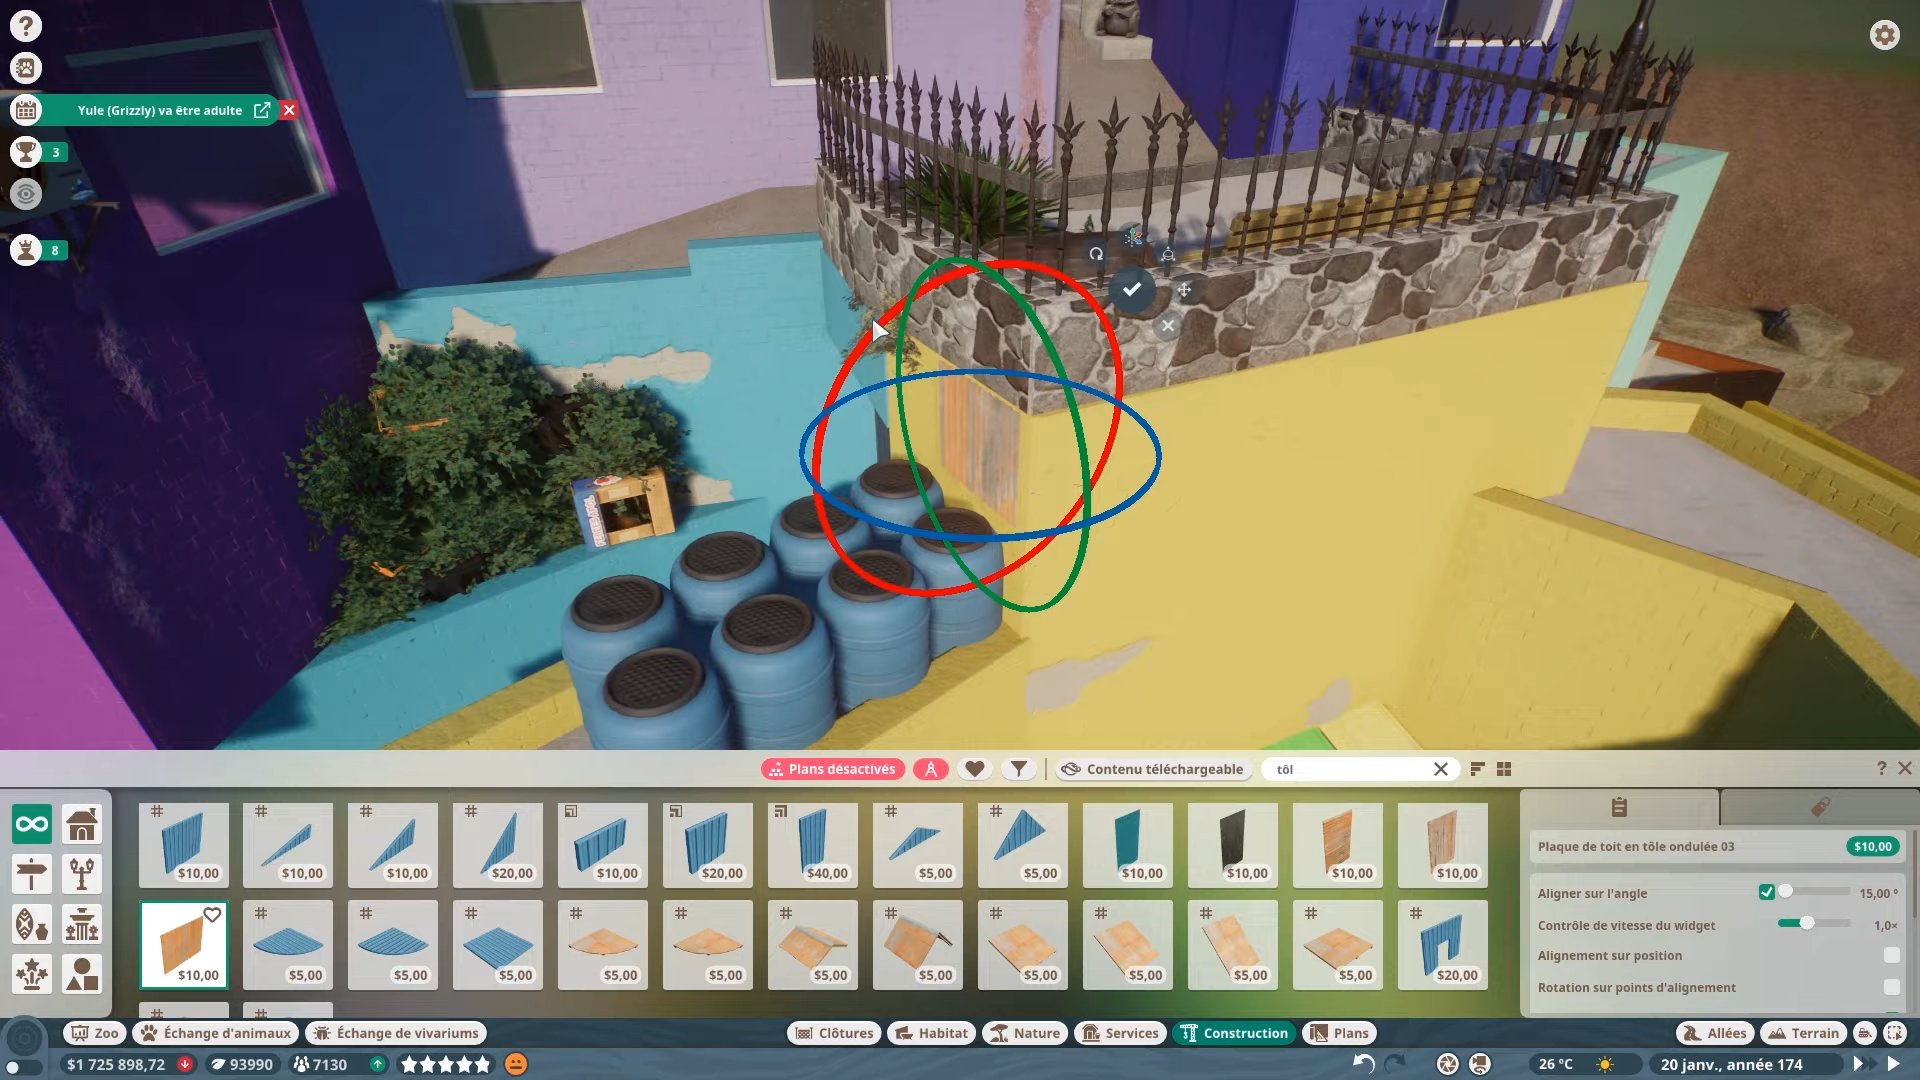 ?
Yule (Grizzly) va être adulte
3
8
Plans désactivés
Contenu téléchargeable
tôl
?
$10,00 $10,00 $10,00 $20,00 $10,00 $20,00 $40,00 $5,00 $5,00 $10,00 $10,00 $10,00 $10,00
$10,00 $5,00 $5,00 $5,00 $5,00 $5,00 $5,00 $5,00 $5,00 $5,00 $5,00 $5,00 $20,00
Plaque de toit en tôle ondulée 03 $10,00
Aligner sur l'angle 15,00 °
Contrôle de vitesse du widget 1,0×
Alignement sur position
Rotation sur points d'alignement
Zoo Échange d'animaux Échange de vivariums Clôtures Habitat Nature Services Construction Plans Allées Terrain
$1 725 898,72 93990 7130 26 °C 20 janv., année 174